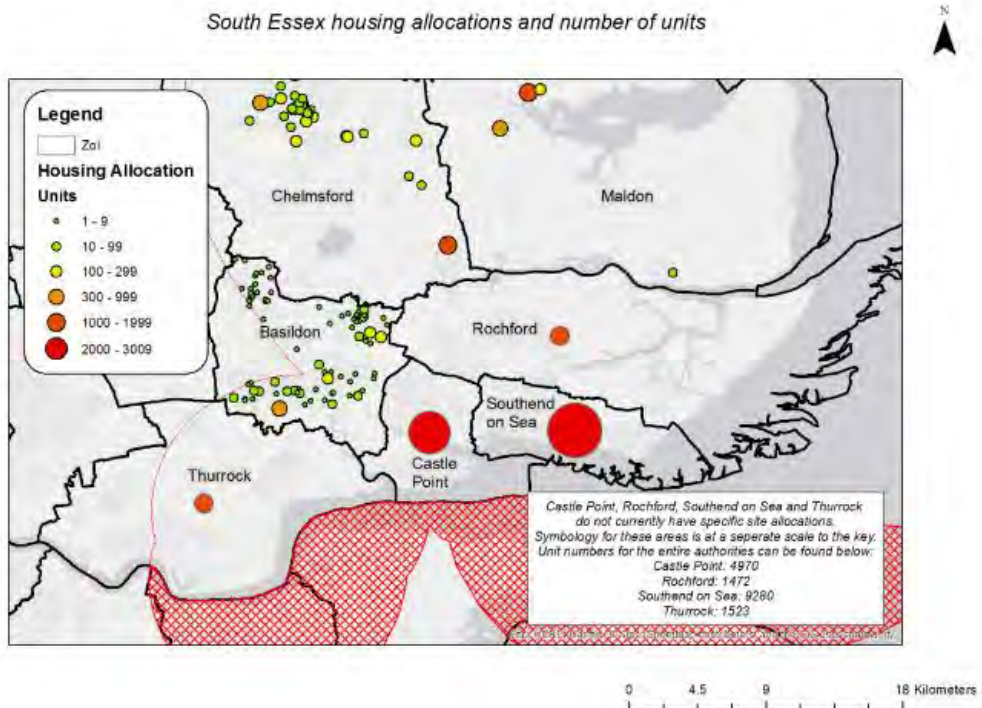 South Essex housing allocations and number of units
N
Legend
ZoI
Housing Allocation
Units
1 - 9
10 - 99
100 - 299
300 - 999
1000 - 1999
2000 - 3009
Chelmsford
Maldon
Basildon
Rochford
Southend
on Sea
Castle
Point
Thurrock
Castle Point, Rochford, Southend on Sea and Thurrock
do not currently have specific site allocations.
Symbology for these areas is at a seperate scale to the key.
Unit numbers for the entire authorities can be found below:
Castle Point: 4970
Rochford: 1472
Southend on Sea: 9280
Thurrock: 1523
0 4.5 9 18 Kilometers